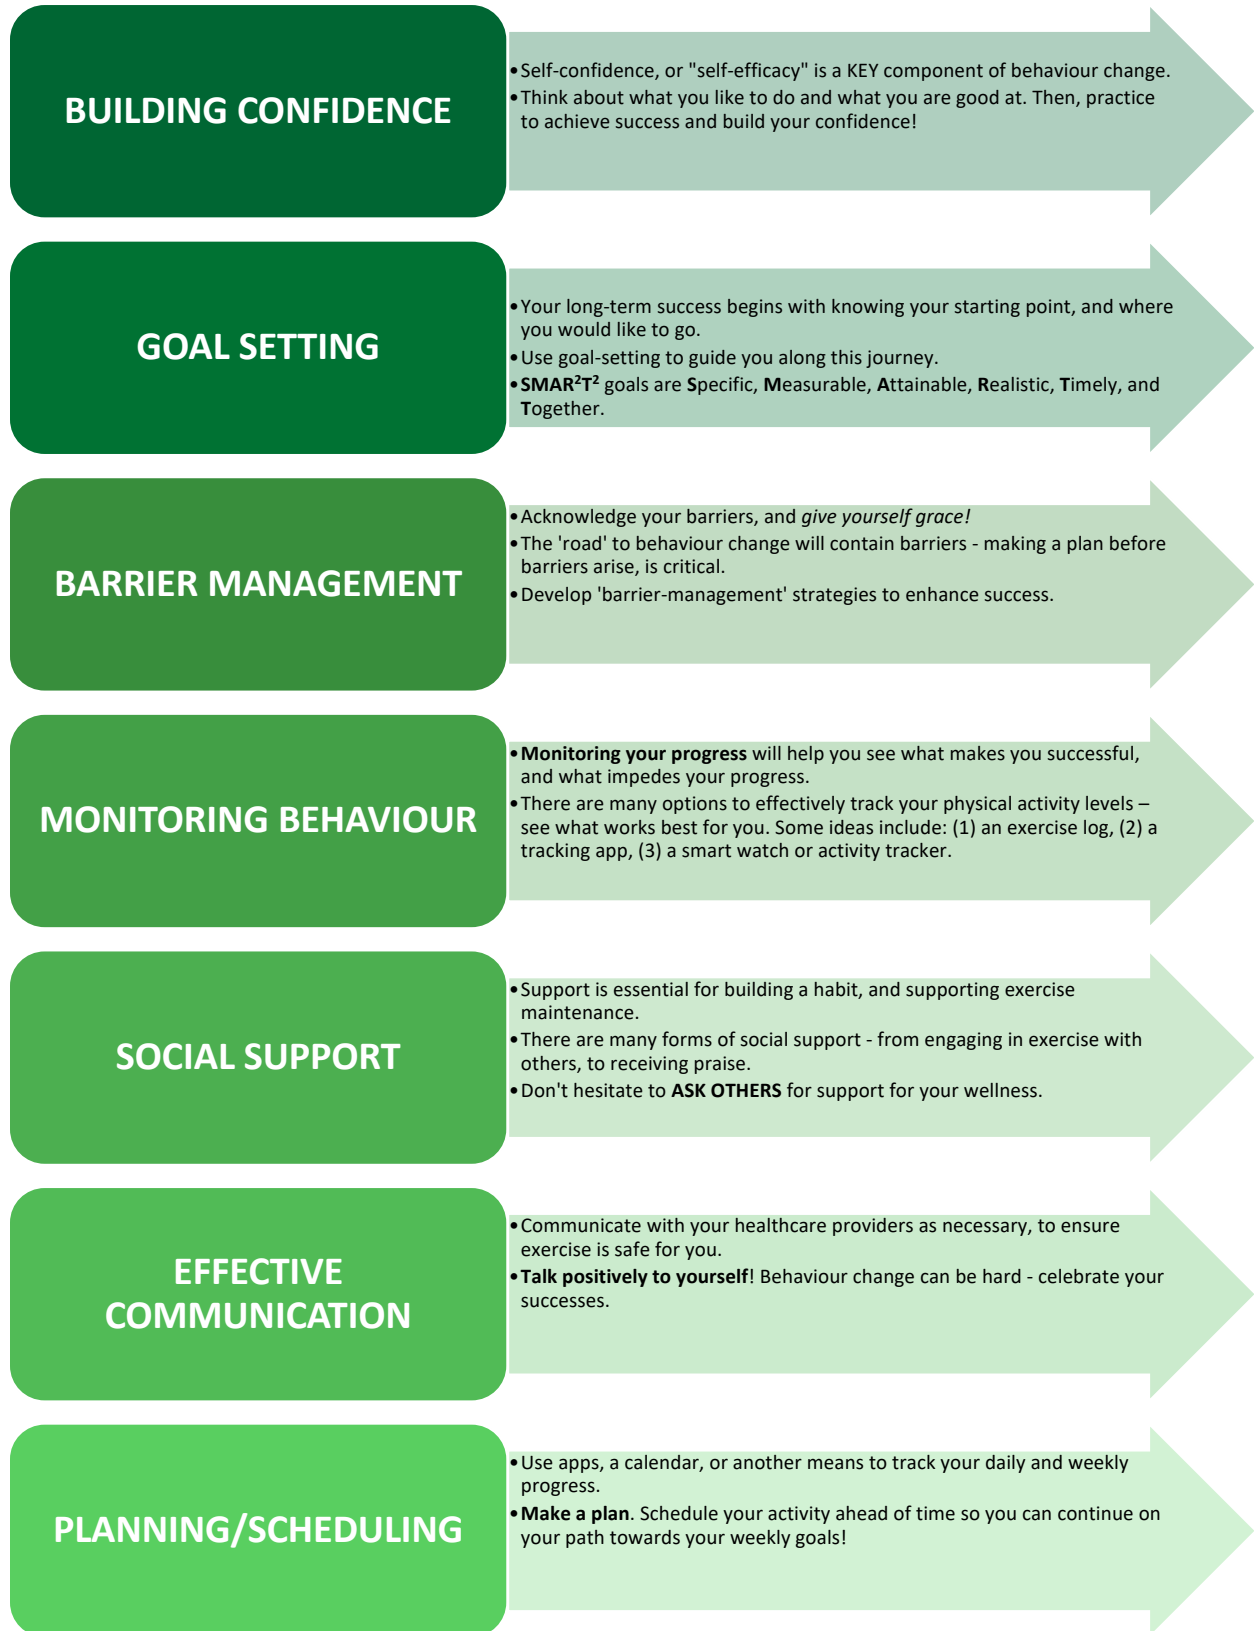 BUILDING CONFIDENCE
•Self-confidence, or "self-efficacy" is a KEY component of behaviour change.
•Think about what you like to do and what you are good at. Then, practice
to achieve success and build your confidence!
GOAL SETTING
•Your long-term success begins with knowing your starting point, and where
you would like to go.
•Use goal-setting to guide you along this journey.
•SMAR²T² goals are Specific, Measurable, Attainable, Realistic, Timely, and
Together.
BARRIER MANAGEMENT
•Acknowledge your barriers, and give yourself grace!
•The 'road' to behaviour change will contain barriers - making a plan before
barriers arise, is critical.
•Develop 'barrier-management' strategies to enhance success.
MONITORING BEHAVIOUR
•Monitoring your progress will help you see what makes you successful,
and what impedes your progress.
•There are many options to effectively track your physical activity levels –
see what works best for you. Some ideas include: (1) an exercise log, (2) a
tracking app, (3) a smart watch or activity tracker.
SOCIAL SUPPORT
•Support is essential for building a habit, and supporting exercise
maintenance.
•There are many forms of social support - from engaging in exercise with
others, to receiving praise.
•Don't hesitate to ASK OTHERS for support for your wellness.
EFFECTIVE
COMMUNICATION
•Communicate with your healthcare providers as necessary, to ensure
exercise is safe for you.
•Talk positively to yourself! Behaviour change can be hard - celebrate your
successes.
PLANNING/SCHEDULING
•Use apps, a calendar, or another means to track your daily and weekly
progress.
•Make a plan. Schedule your activity ahead of time so you can continue on
your path towards your weekly goals!